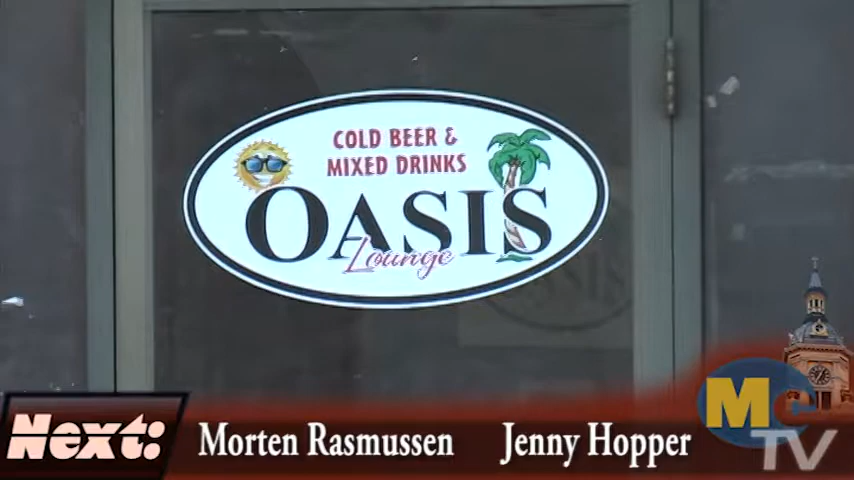 COLD BEER &
MIXED DRINKS
OASIS
Lounge
Next:
Morten Rasmussen Jenny Hopper
MC
TV